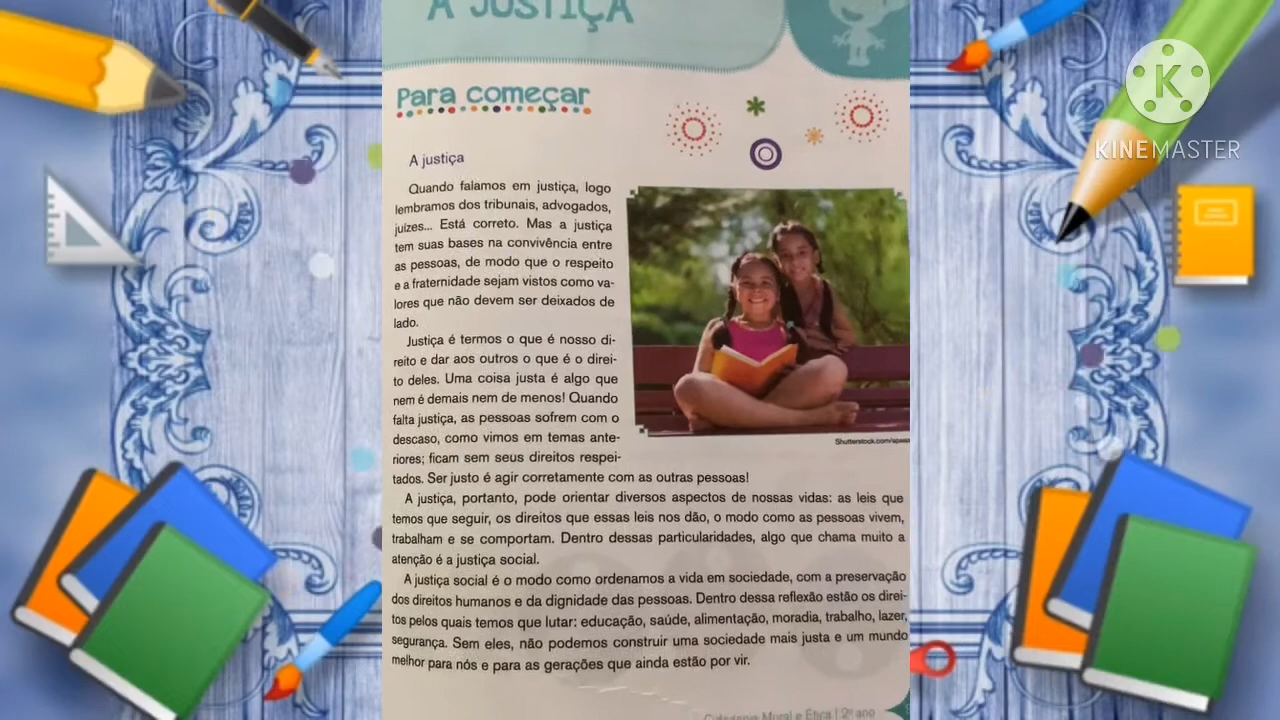 A JUSTIÇA
Para começar
A justiça
Quando falamos em justiça, logo
lembramos dos tribunais, advogados,
juízes... Está correto. Mas a justiça
tem suas bases na convivência entre
as pessoas, de modo que o respeito
e a fraternidade sejam vistos como va-
lores que não devem ser deixados de
lado.
Justiça é termos o que é nosso di-
reito e dar aos outros o que é o direi-
to deles. Uma coisa justa é algo que
nem é demais nem de menos! Quando
falta justiça, as pessoas sofrem com o
descaso, como vimos em temas ante-
riores; ficam sem seus direitos respei-
tados. Ser justo é agir corretamente com as outras pessoas!
A justiça, portanto, pode orientar diversos aspectos de nossas vidas: as leis que
temos que seguir, os direitos que essas leis nos dão, o modo como as pessoas vivem,
trabalham e se comportam. Dentro dessas particularidades, algo que chama muito a
atenção é a justiça social.
A justiça social é o modo como ordenamos a vida em sociedade, com a preservação
dos direitos humanos e da dignidade das pessoas. Dentro dessa reflexão estão os direi-
tos pelos quais temos que lutar: educação, saúde, alimentação, moradia, trabalho, lazer,
segurança. Sem eles, não podemos construir uma sociedade mais justa e um mundo
melhor para nós e para as gerações que ainda estão por vir.
Shutterstock.com/
Cidadania Moral e Ética | 2º ano
K
KINEMASTER